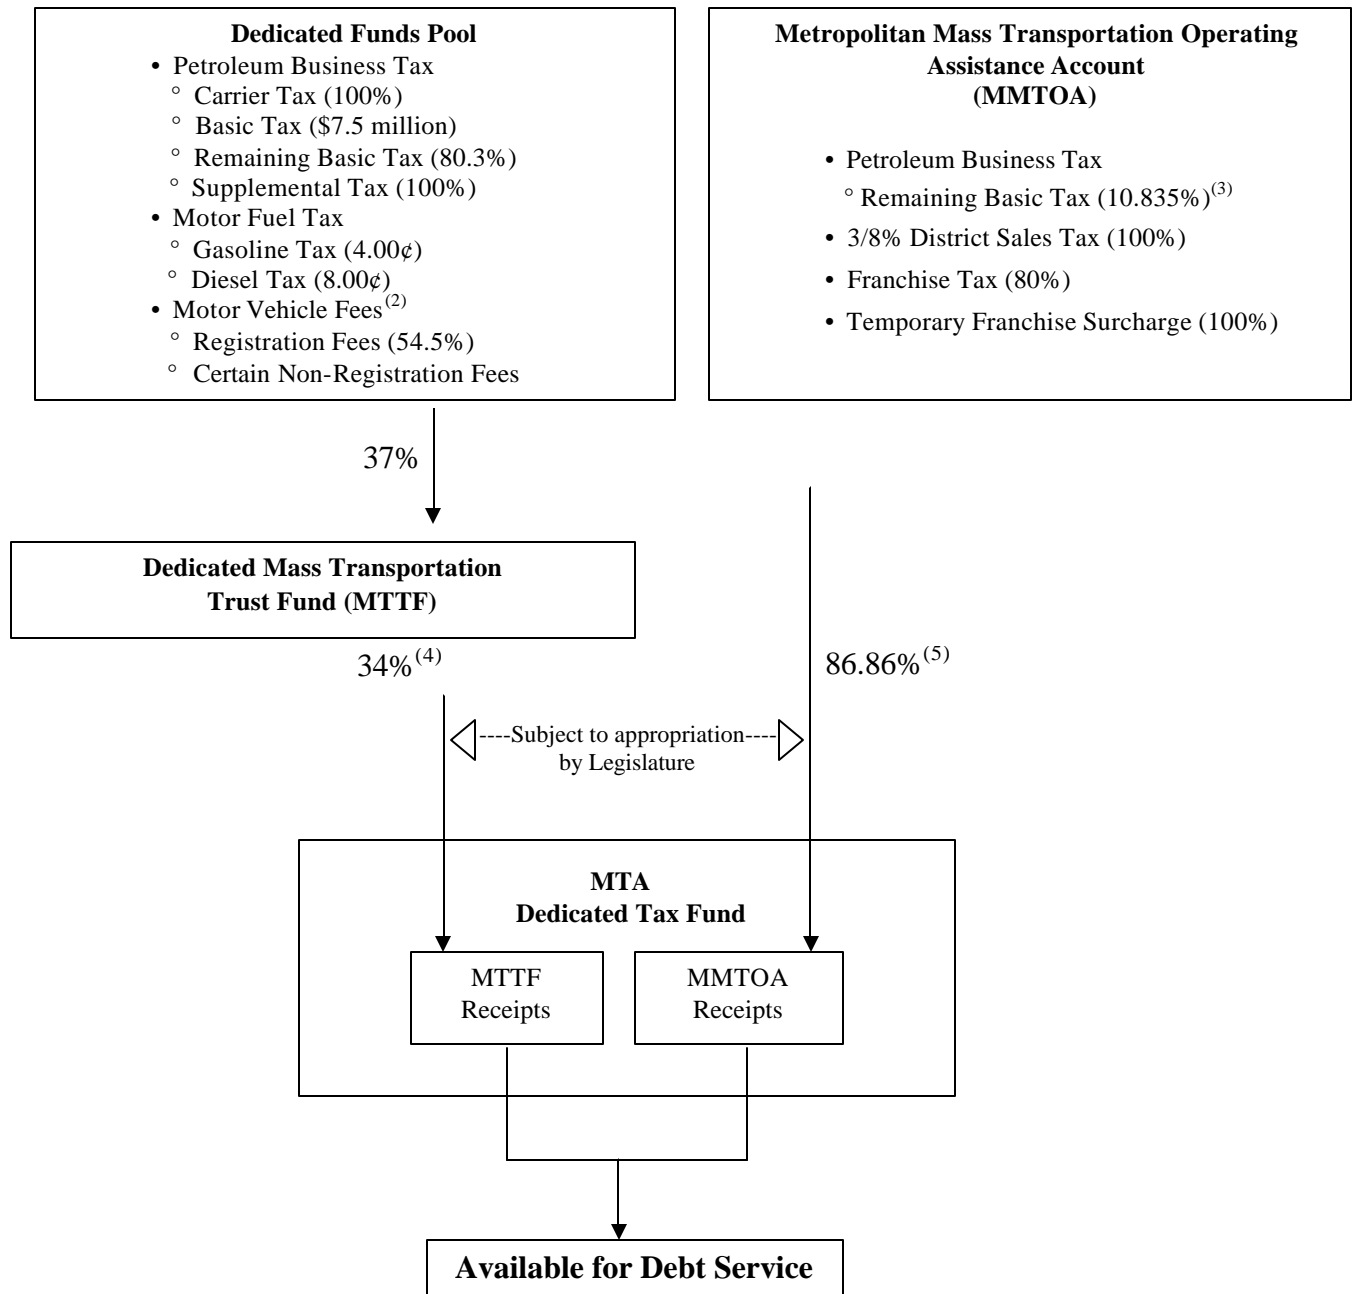 Dedicated Funds Pool
• Petroleum Business Tax
° Carrier Tax (100%)
° Basic Tax ($7.5 million)
° Remaining Basic Tax (80.3%)
° Supplemental Tax (100%)
• Motor Fuel Tax
° Gasoline Tax (4.00¢)
° Diesel Tax (8.00¢)
• Motor Vehicle Fees(2)
° Registration Fees (54.5%)
° Certain Non-Registration Fees
Metropolitan Mass Transportation Operating
Assistance Account
(MMTOA)
• Petroleum Business Tax
° Remaining Basic Tax (10.835%)(3)
• 3/8% District Sales Tax (100%)
• Franchise Tax (80%)
• Temporary Franchise Surcharge (100%)
37%
Dedicated Mass Transportation
Trust Fund (MTTF)
34%(4)
86.86%(5)
----Subject to appropriation----
by Legislature
MTA
Dedicated Tax Fund
MTTF
Receipts
MMTOA
Receipts
Available for Debt Service